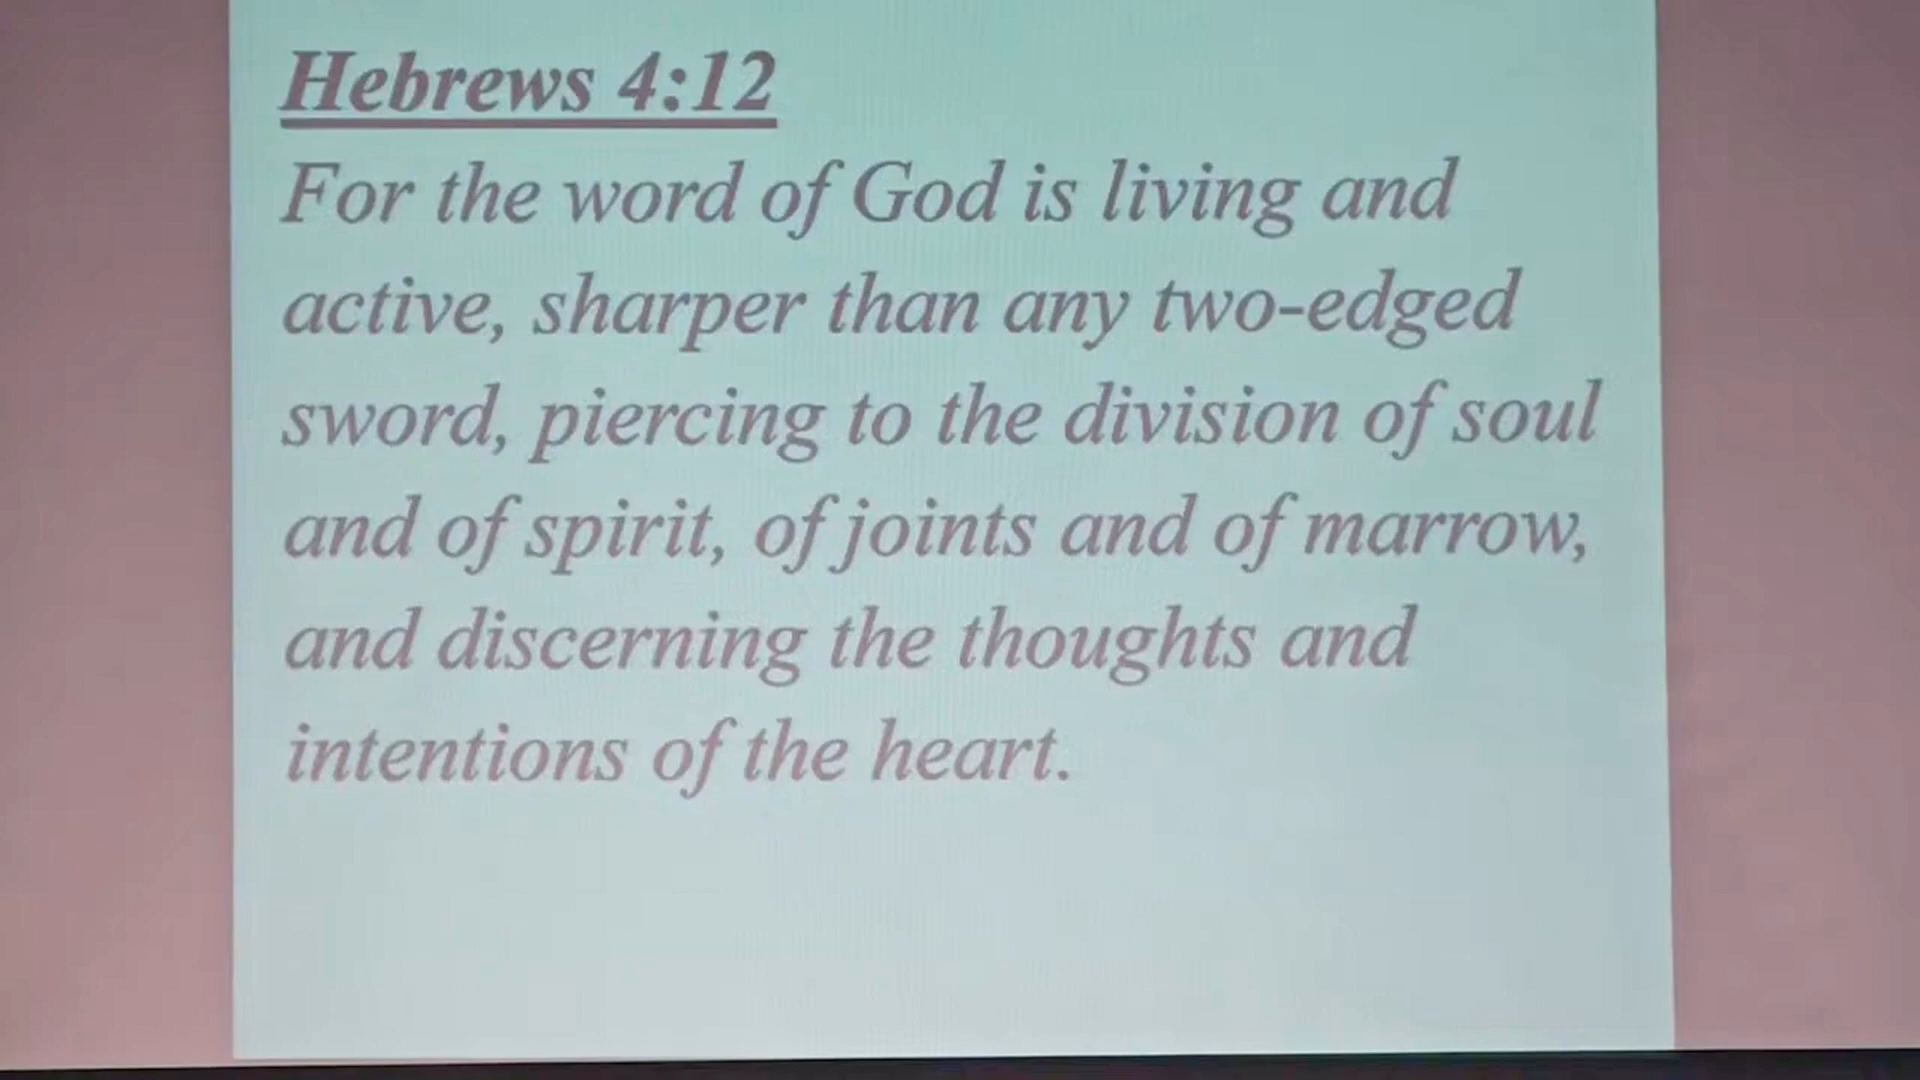 Hebrews 4:12
For the word of God is living and
active, sharper than any two-edged
sword, piercing to the division of soul
and of spirit, of joints and of marrow,
and discerning the thoughts and
intentions of the heart.